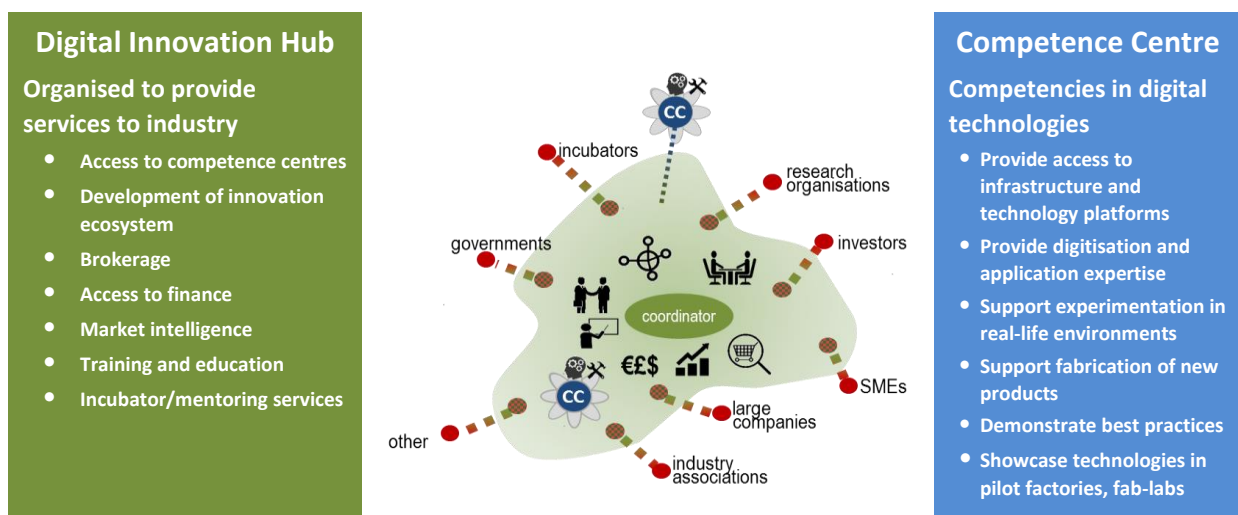 Digital Innovation Hub
Organised to provide
services to industry
• Access to competence centres
• Development of innovation
ecosystem
• Brokerage
• Access to finance
• Market intelligence
• Training and education
• Incubator/mentoring services
CC
incubators
research
organisations
governments
investors
coordinator
€£$
CC
SMEs
large
companies
other
industry
associations
Competence Centre
Competencies in digital
technologies
• Provide access to
infrastructure and
technology platforms
• Provide digitisation and
application expertise
• Support experimentation in
real-life environments
• Support fabrication of new
products
• Demonstrate best practices
• Showcase technologies in
pilot factories, fab-labs